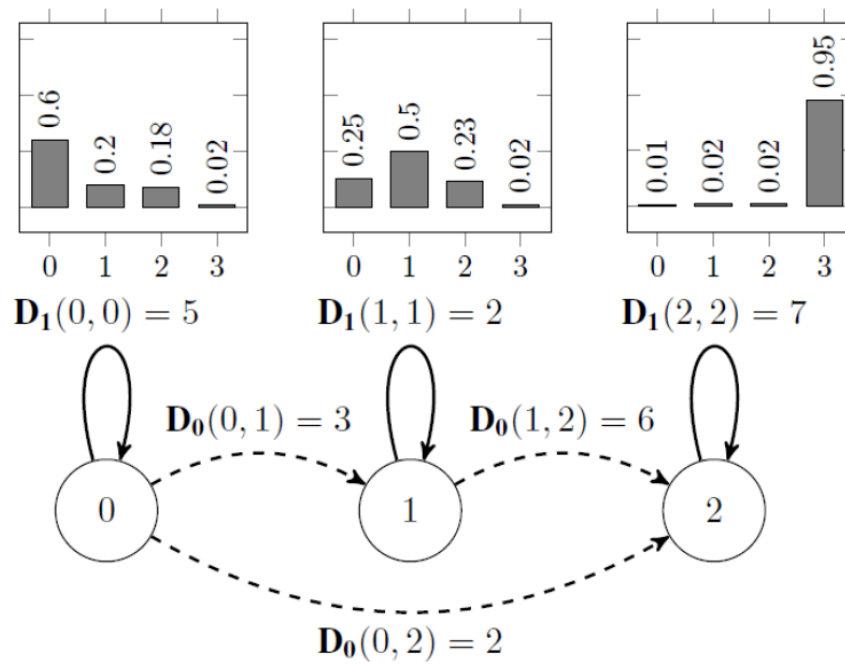 0.6 0.2 0.18 0.02
0 1 2 3
D₁(0, 0) = 5
0.25 0.5 0.23 0.02
0 1 2 3
D₁(1, 1) = 2
0.01 0.02 0.02 0.95
0 1 2 3
D₁(2, 2) = 7
D₀(0, 1) = 3
D₀(1, 2) = 6
0
1
2
D₀(0, 2) = 2